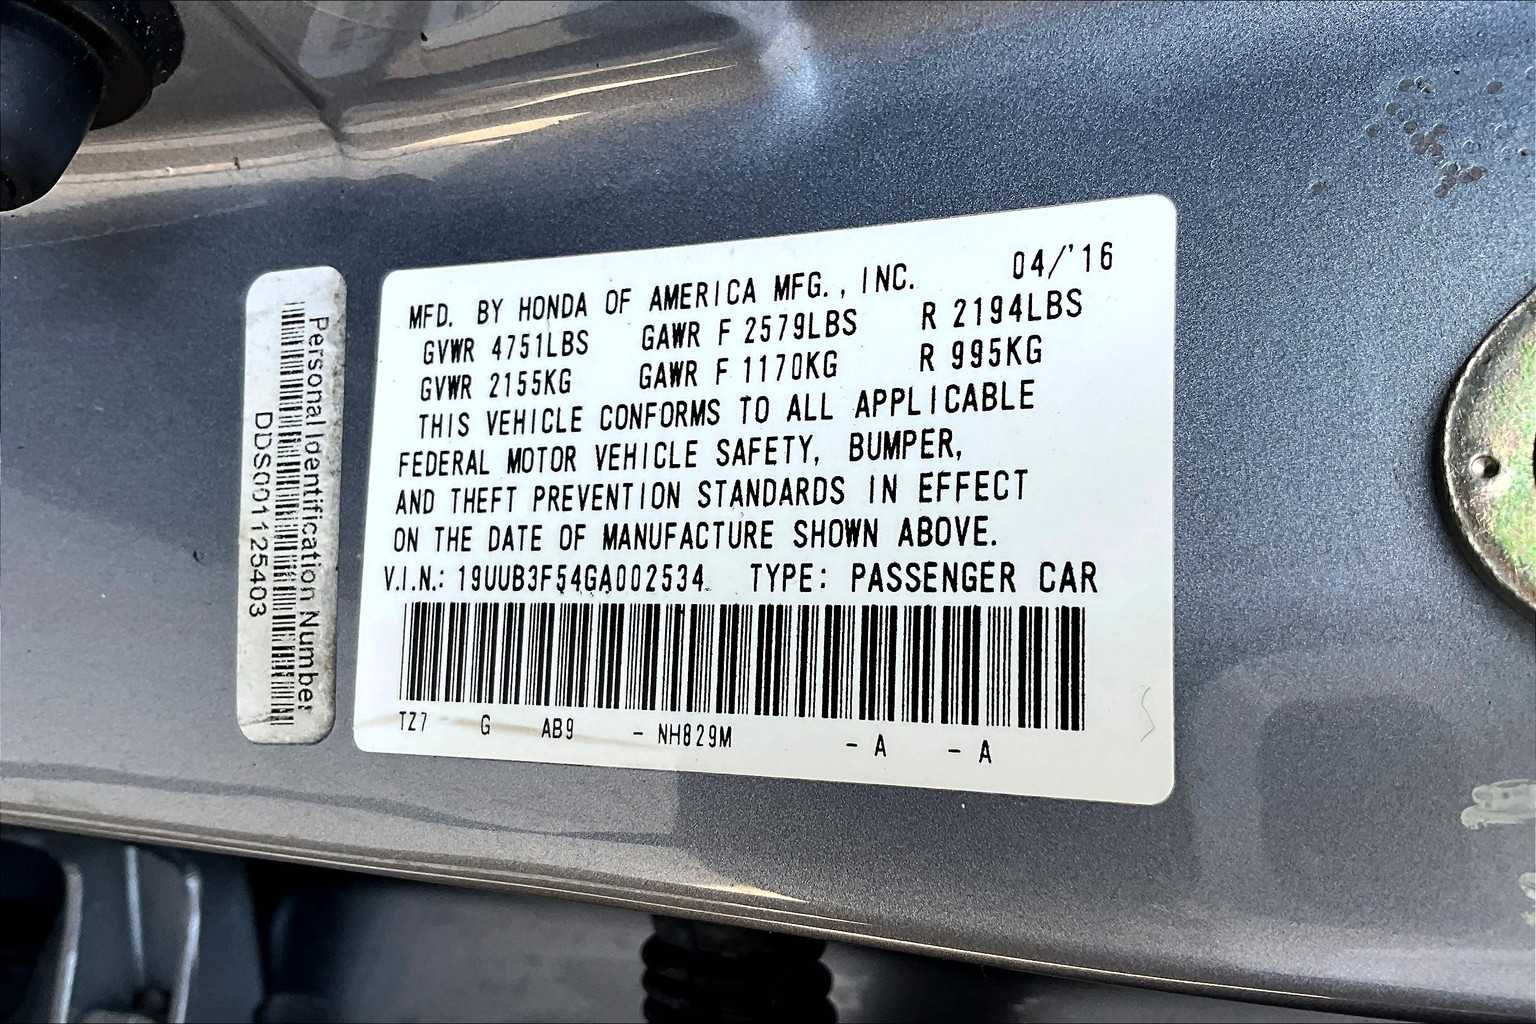 Personal Identification Number
DDS001125403
MFD. BY HONDA OF AMERICA MFG., INC. 04/'16
GVWR 4751LBS GAWR F 2579LBS R 2194LBS
GVWR 2155KG GAWR F 1170KG R 995KG
THIS VEHICLE CONFORMS TO ALL APPLICABLE
FEDERAL MOTOR VEHICLE SAFETY, BUMPER,
AND THEFT PREVENTION STANDARDS IN EFFECT
ON THE DATE OF MANUFACTURE SHOWN ABOVE.
V.I.N.: 19UUB3F54GA002534 TYPE: PASSENGER CAR
TZ7 G AB9 - NH829M - A - A